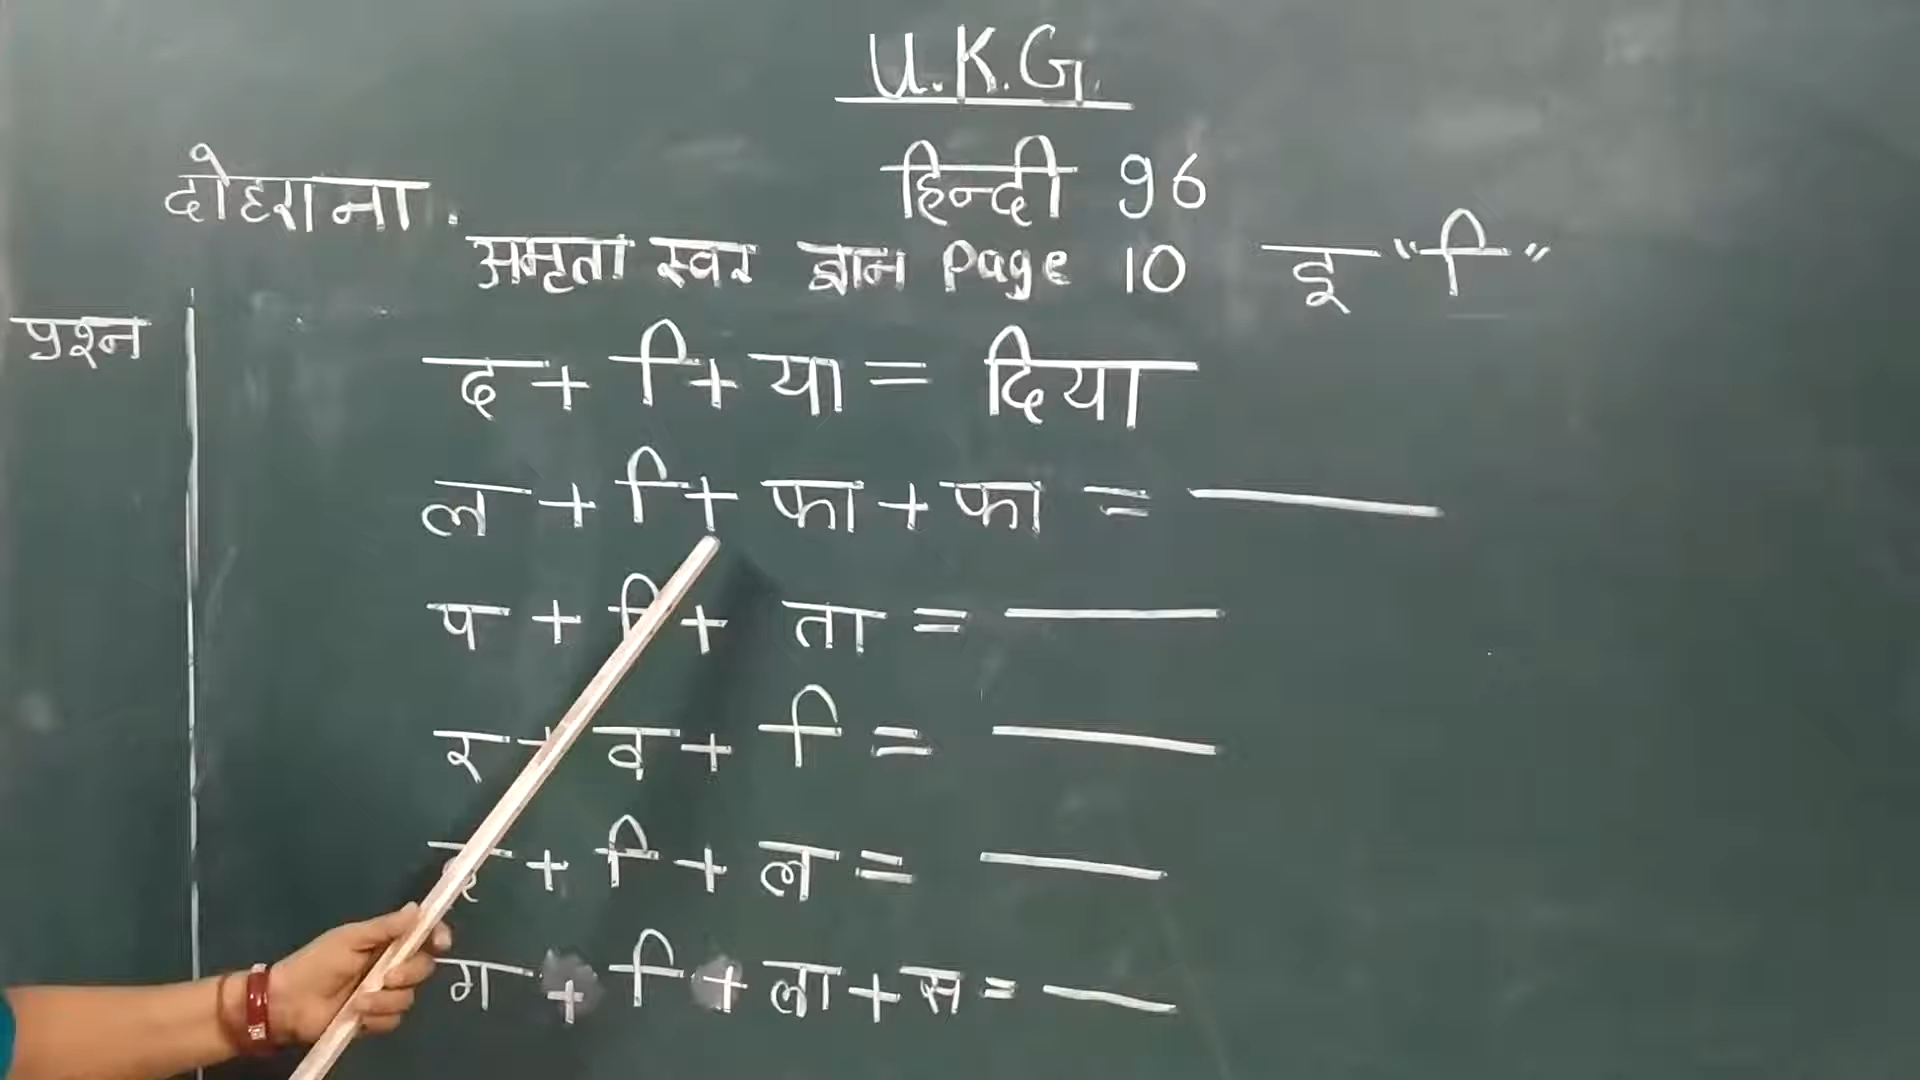 U.K.G.
हिन्दी 96
दोहराना.
अमृता स्वर ज्ञान Page 10 इ "ि"
प्रश्न
द + ि + या = दिया
ल + ि + फा + फा =
प + ि + ता =
र + व + ि =
+ ि + ल =
ग + ि + ला + स =